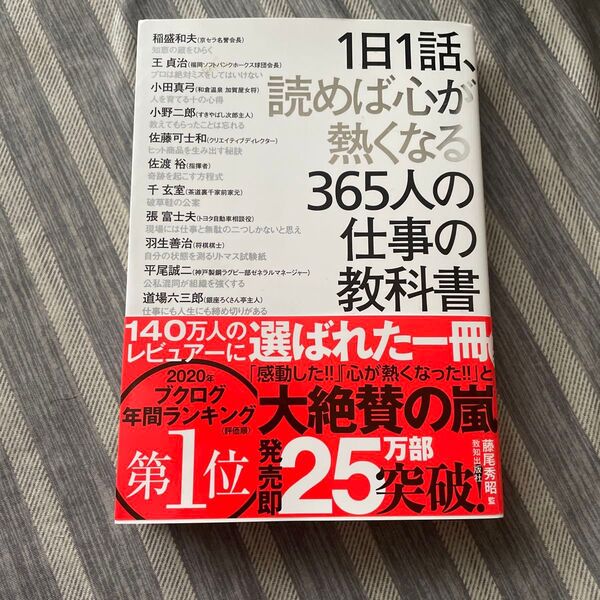 稲盛和夫(京セラ名誉会長)
知恵の蔵をひらく
王 貞治(福岡ソフトバンクホークス球団会長)
プロは絶対ミスをしてはいけない
小田真弓(和倉温泉 加賀屋女将)
人を育てる十の心得
小野二郎(すきやばし次郎主人)
教えてもらったことは忘れる
佐藤可士和(クリエイティブディレクター)
ヒット商品を生み出す秘訣
佐渡 裕(指揮者)
奇跡を起こす方程式
千 玄室(茶道裏千家前家元)
破草鞋の公案
張 富士夫(トヨタ自動車相談役)
現場には仕事と無駄の二つしかないと思え
羽生善治(将棋棋士)
自分の状態を測るリトマス試験紙
平尾誠二(神戸製鋼ラグビー部ゼネラルマネージャー)
公私混同が組織を強くする
道場六三郎(銀座ろくさん亭主人)
仕事にも人生にも締め切りがある
1日1話、
読めば心が
熱くなる
365人の
仕事の
教科書
140万人の
レビュアーに
選ばれた一冊
2020年
ブクログ
年間ランキング
(評価順)
第1位
「感動した!!」「心が熱くなった!!」と
大絶賛の嵐
発売即
25万部
突破!
藤尾秀昭 監
致知出版社